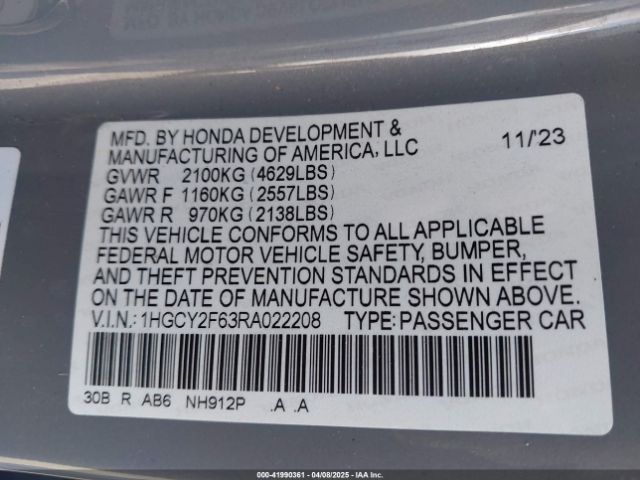 MFD. BY HONDA DEVELOPMENT &
MANUFACTURING OF AMERICA, LLC 11/'23
GVWR 2100KG (4629LBS)
GAWR F 1160KG (2557LBS)
GAWR R 970KG (2138LBS)
THIS VEHICLE CONFORMS TO ALL APPLICABLE
FEDERAL MOTOR VEHICLE SAFETY, BUMPER,
AND THEFT PREVENTION STANDARDS IN EFFECT
ON THE DATE OF MANUFACTURE SHOWN ABOVE.
V.I.N.: 1HGCY2F63RA022208 TYPE: PASSENGER CAR
30B R AB6 NH912P .A .A
000-41990361 - 04/08/2025 - IAA Inc.